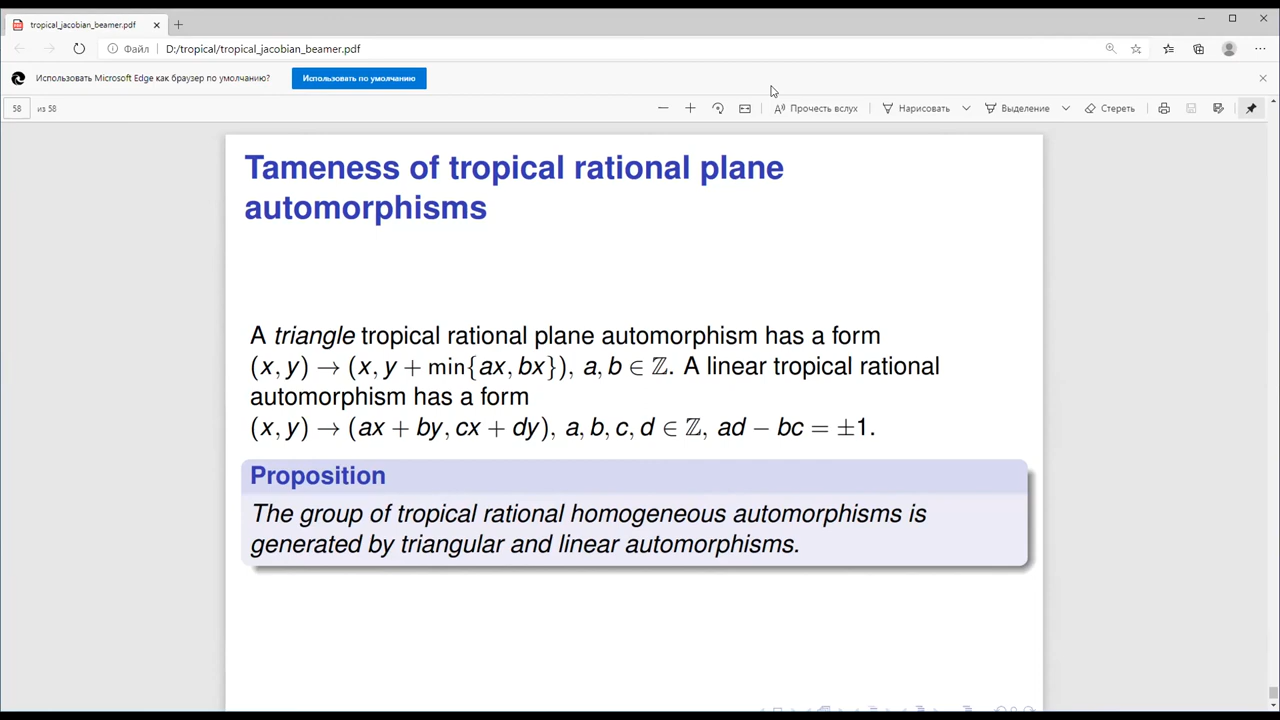 tropical_jacobian_beamer.pdf
Файл D:/tropical/tropical_jacobian_beamer.pdf
Использовать Microsoft Edge как браузер по умолчанию? Использовать по умолчанию
58 из 58 Прочесть вслух Нарисовать Выделение Стереть
Tameness of tropical rational plane
automorphisms
A triangle tropical rational plane automorphism has a form
(x, y) → (x, y + min{ax, bx}), a, b ∈ ℤ. A linear tropical rational
automorphism has a form
(x, y) → (ax + by, cx + dy), a, b, c, d ∈ ℤ, ad − bc = ±1.
Proposition
The group of tropical rational homogeneous automorphisms is
generated by triangular and linear automorphisms.